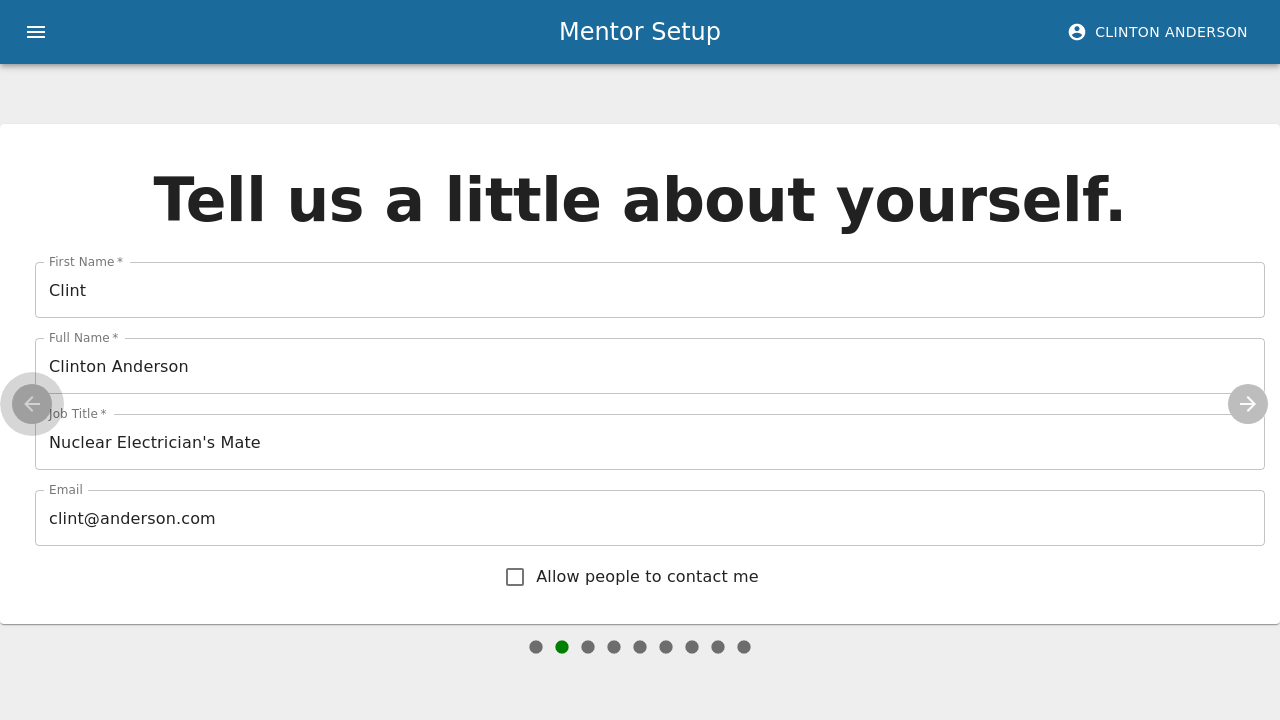 Mentor Setup
CLINTON ANDERSON
Tell us a little about yourself.
First Name *
Clint
Full Name *
Clinton Anderson
Job Title *
Nuclear Electrician's Mate
Email
clint@anderson.com
Allow people to contact me